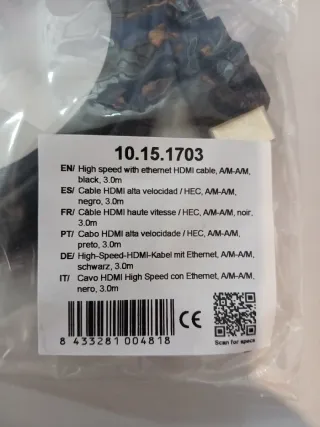 10.15.1703
EN/ High speed with ethernet HDMI cable, A/M-A/M,
black, 3.0m
ES/ Cable HDMI alta velocidad / HEC, A/M-A/M,
negro, 3.0m
FR/ Câble HDMI haute vitesse / HEC, A/M-A/M, noir,
3.0m
PT/ Cabo HDMI alta velocidade / HEC, A/M-A/M,
preto, 3.0m
DE/ High-Speed-HDMI-Kabel mit Ethernet, A/M-A/M,
schwarz, 3.0m
IT/ Cavo HDMI High Speed con Ethernet, A/M-A/M,
nero, 3.0m
CE
8 433281 004818
Scan for specs